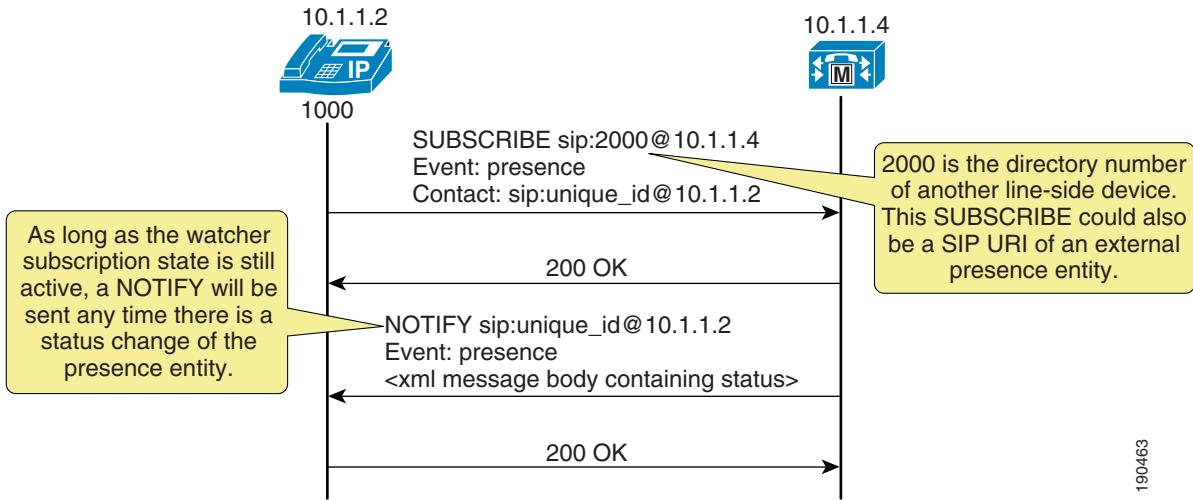 10.1.1.2
10.1.1.4
IP
M
1000
SUBSCRIBE sip:2000@10.1.1.4
Event: presence
Contact: sip:unique_id@10.1.1.2
2000 is the directory number
of another line-side device.
This SUBSCRIBE could also
be a SIP URI of an external
presence entity.
As long as the watcher
subscription state is still
active, a NOTIFY will be
sent any time there is a
status change of the
presence entity.
200 OK
NOTIFY sip:unique_id@10.1.1.2
Event: presence
<xml message body containing status>
200 OK
190463